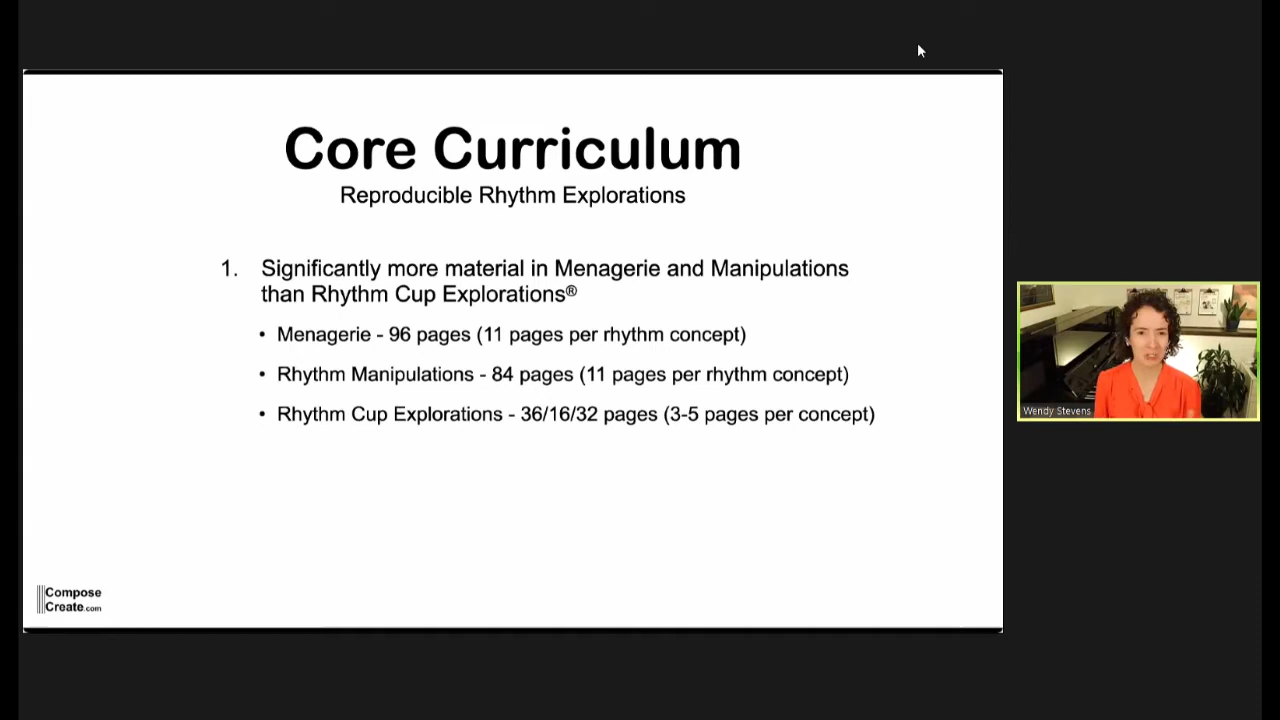 Core Curriculum
Reproducible Rhythm Explorations
1. Significantly more material in Menagerie and Manipulations
than Rhythm Cup Explorations®
• Menagerie - 96 pages (11 pages per rhythm concept)
• Rhythm Manipulations - 84 pages (11 pages per rhythm concept)
• Rhythm Cup Explorations - 36/16/32 pages (3-5 pages per concept)
Wendy Stevens
Compose
Create.com